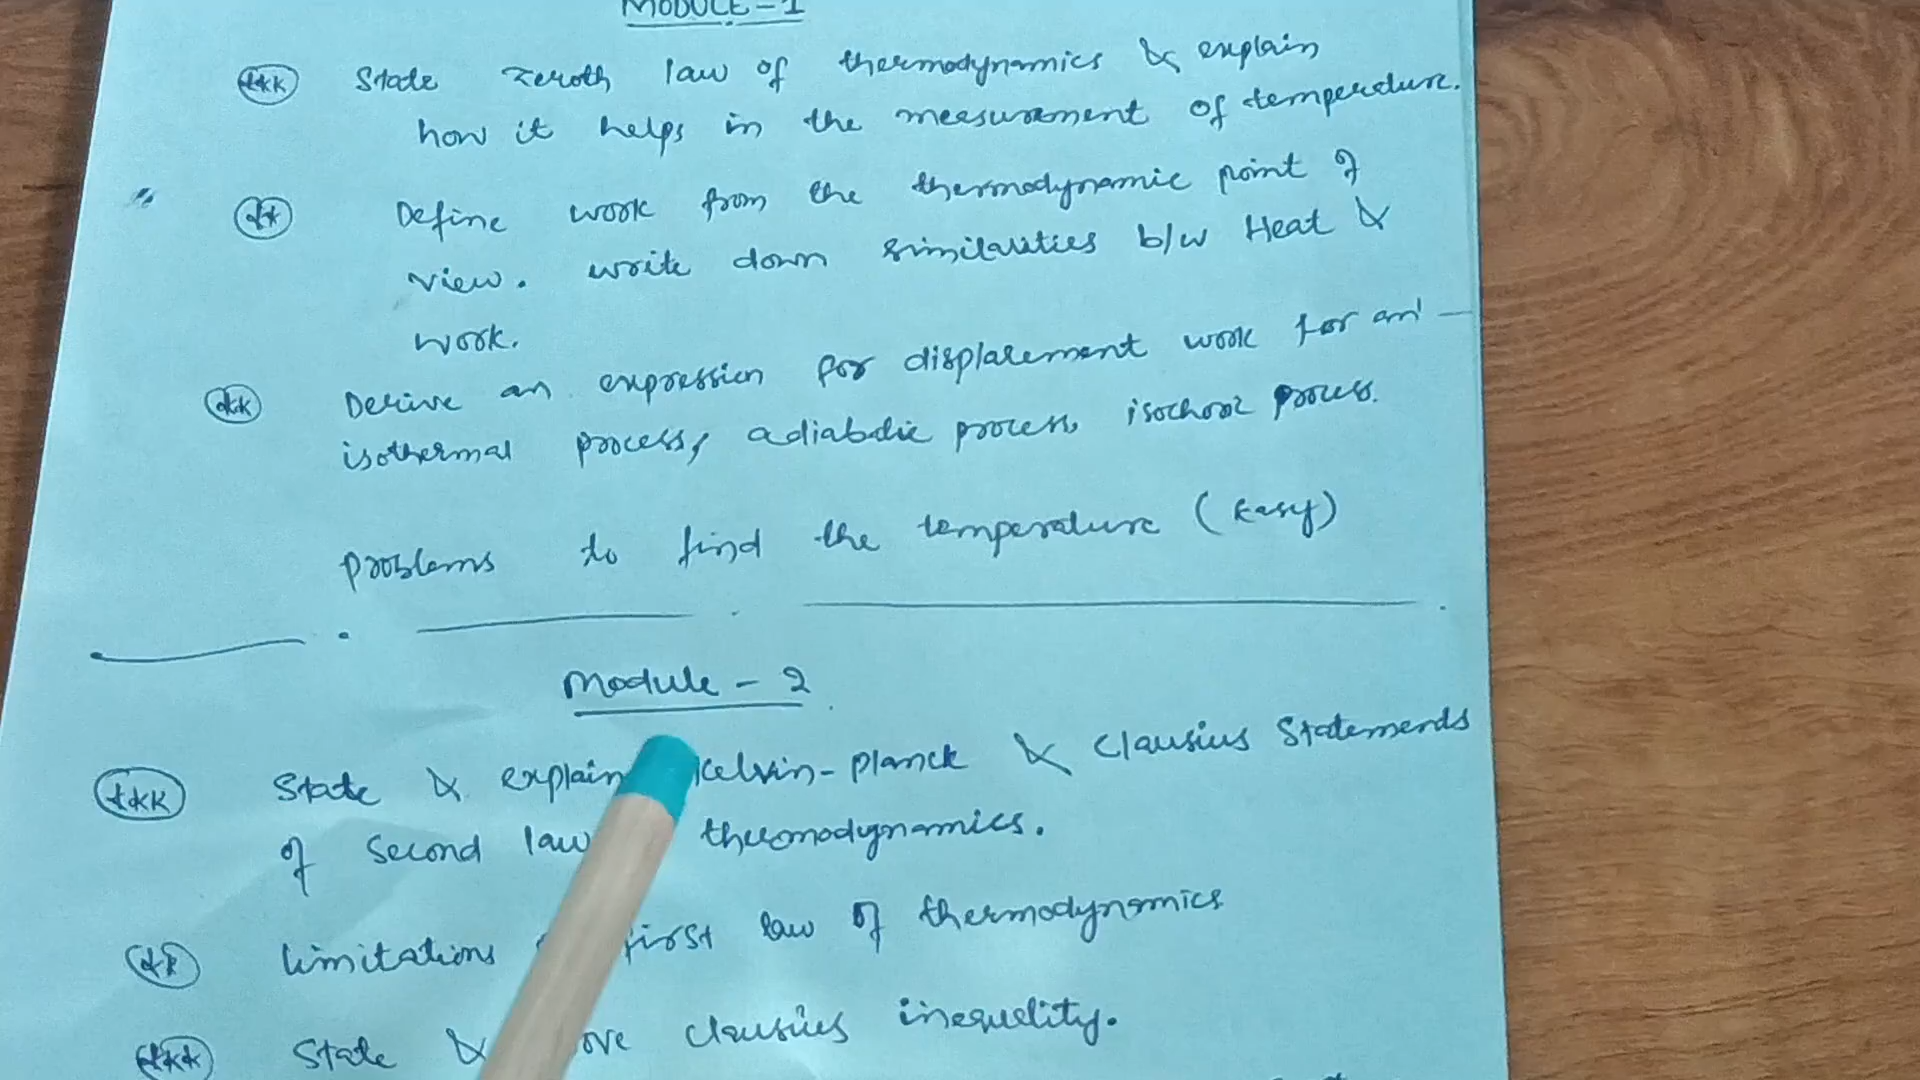 MODULE - 1
*** State zeroth law of thermodynamics & explain
how it helps in the measurement of temperature.
** Define work from the thermodynamic point of
view. write down similarities b/w Heat &
work.
** Derive an expression for displacement work for an
isothermal process, adiabatic process, isochoric process.
problems to find the temperature (Easy)
Module - 2
*** State & explain Kelvin-Planck & Clausius Statements
of second law thermodynamics.
** limitations first law of thermodynamics
*** State & clausius inequality.